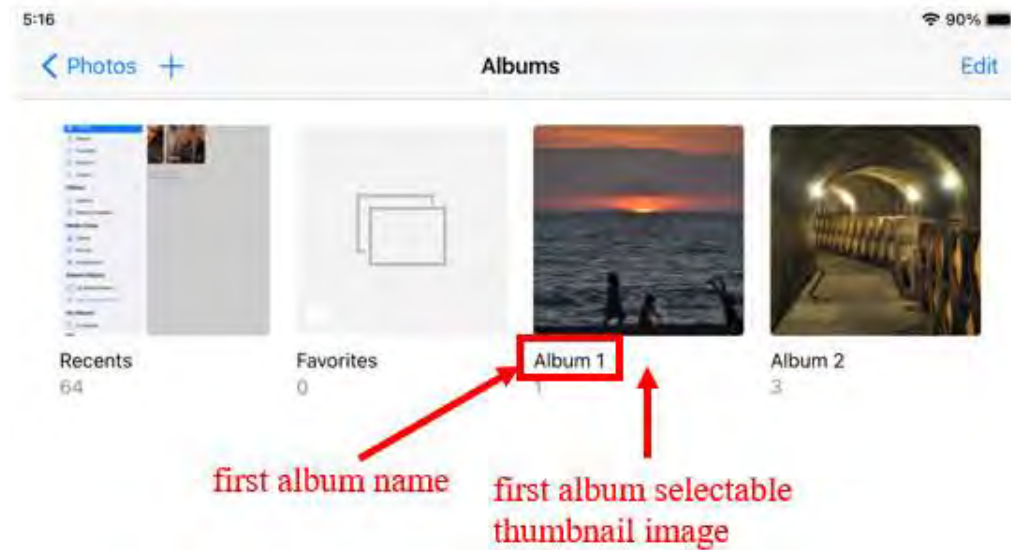 5:16
90%
Photos
Albums
Edit
Recents
64
Favorites
0
Album 1
1
Album 2
3
first album name
first album selectable
thumbnail image